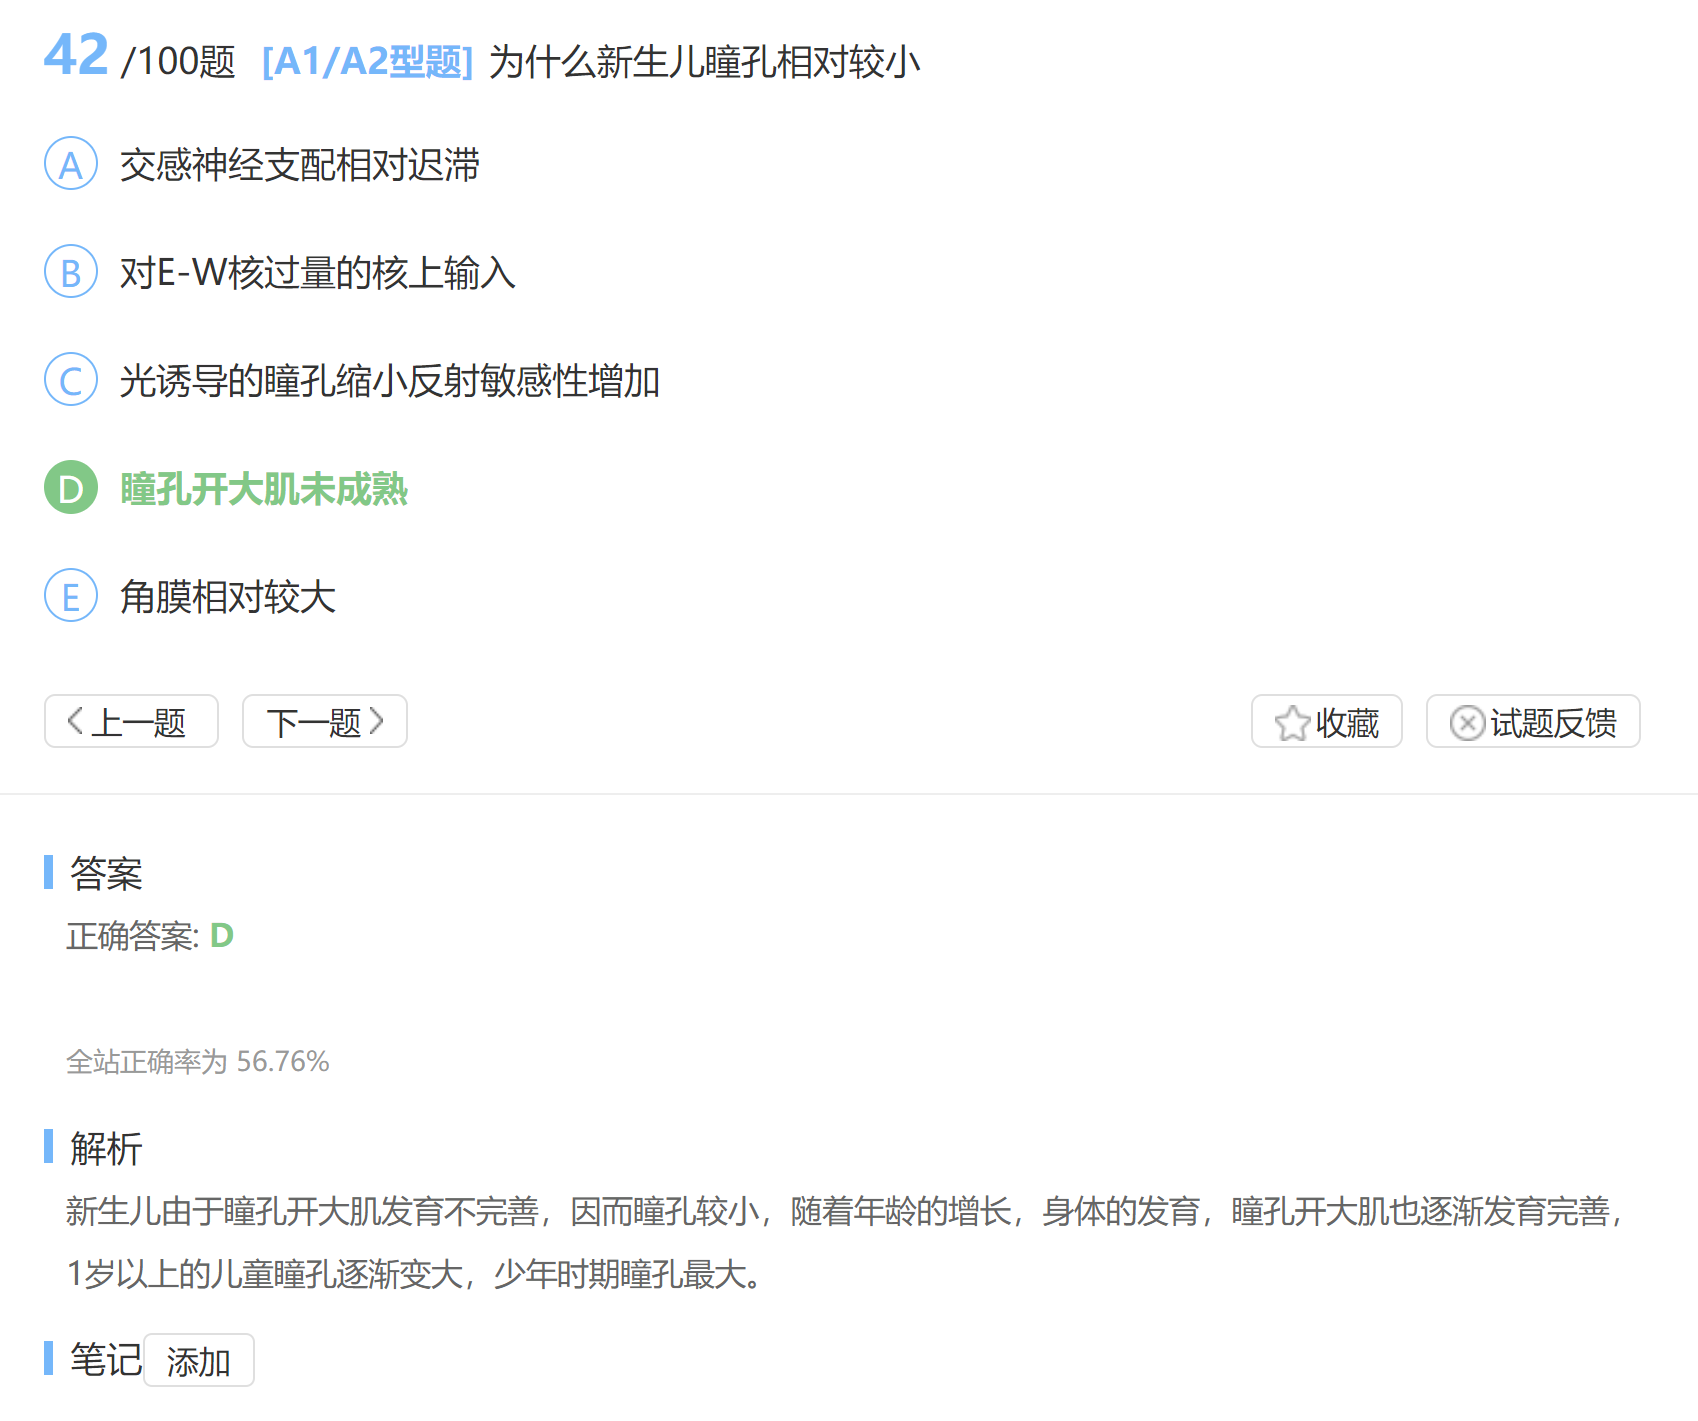 42 /100题 [A1/A2型题] 为什么新生儿瞳孔相对较小
A 交感神经支配相对迟滞
B 对E-W核过量的核上输入
C 光诱导的瞳孔缩小反射敏感性增加
D 瞳孔开大肌未成熟
E 角膜相对较大
上一题 下一题 收藏 试题反馈
答案
正确答案: D
全站正确率为 56.76%
解析
新生儿由于瞳孔开大肌发育不完善，因而瞳孔较小，随着年龄的增长，身体的发育，瞳孔开大肌也逐渐发育完善，
1岁以上的儿童瞳孔逐渐变大，少年时期瞳孔最大。
笔记 添加